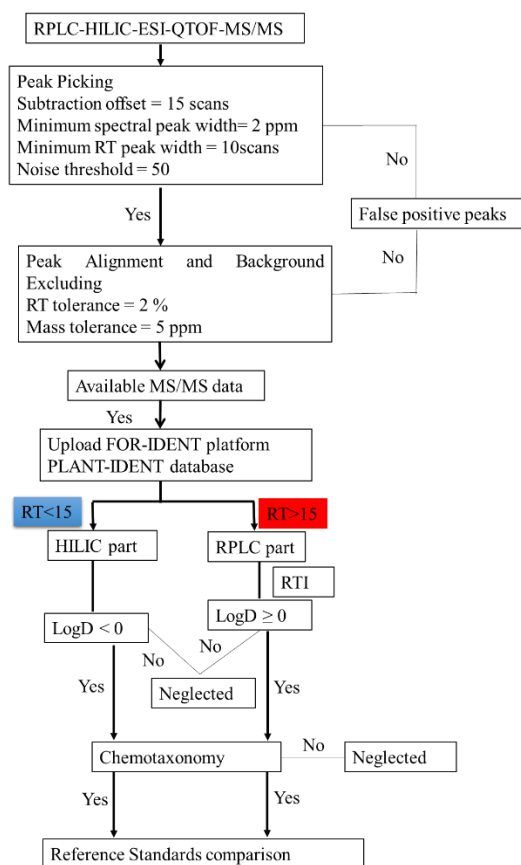 RPLC-HILIC-ESI-QTOF-MS/MS
Peak Picking
Subtraction offset = 15 scans
Minimum spectral peak width= 2 ppm
Minimum RT peak width = 10scans
Noise threshold = 50
No
Yes
False positive peaks
No
Peak Alignment and Background
Excluding
RT tolerance = 2 %
Mass tolerance = 5 ppm
Available MS/MS data
Yes
Upload FOR-IDENT platform
PLANT-IDENT database
RT<15
RT>15
HILIC part
RPLC part
RTI
LogD < 0
LogD ≥ 0
No
No
Yes
Neglected
Yes
Chemotaxonomy
No
Neglected
Yes
Yes
Reference Standards comparison